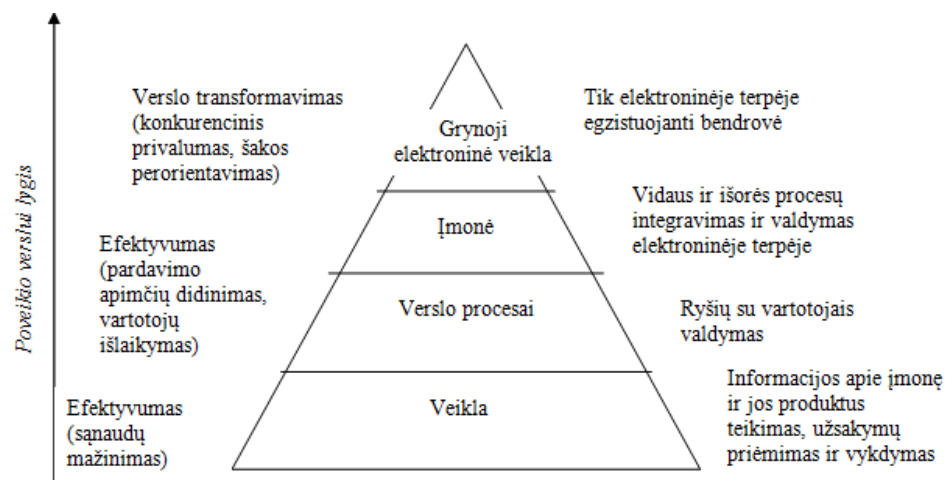 Poveikio verslui lygis
Verslo transformavimas
(konkurencinis
privalumas, šakos
perorientavimas)
Grynoji
elektroninė veikla
Tik elektroninėje terpėje
egzistuojanti bendrovė
Įmonė
Vidaus ir išorės procesų
integravimas ir valdymas
elektroninėje terpėje
Efektyvumas
(pardavimo
apimčių didinimas,
vartotojų
išlaikymas)
Verslo procesai
Ryšių su vartotojais
valdymas
Efektyvumas
(sąnaudų
mažinimas)
Veikla
Informacijos apie įmonę
ir jos produktus
teikimas, užsakymų
priėmimas ir vykdymas